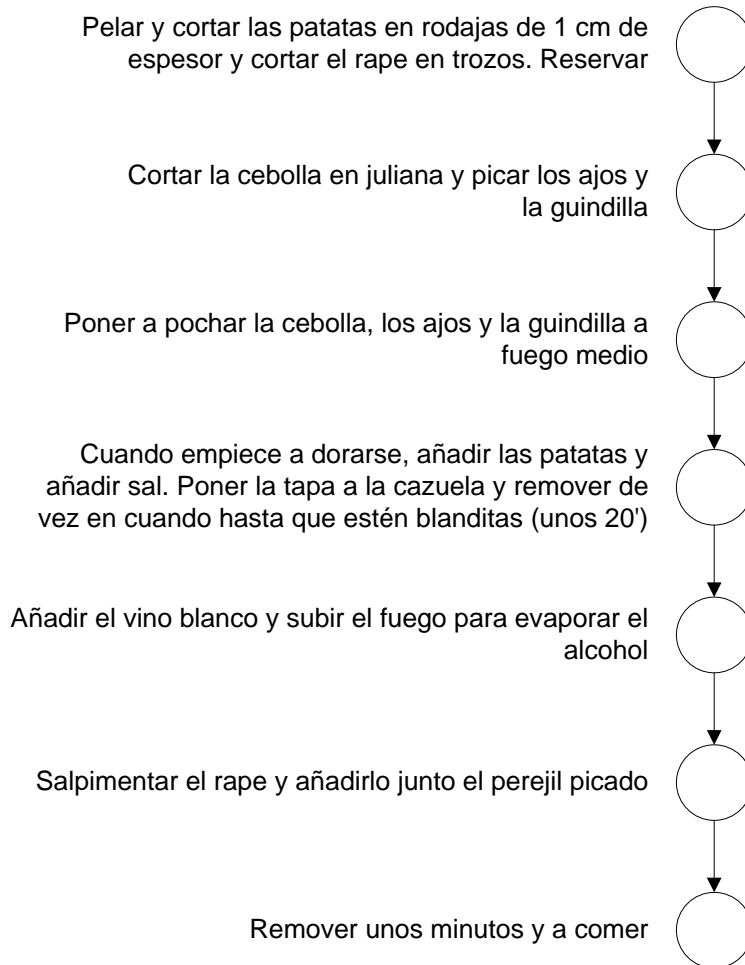 Pelar y cortar las patatas en rodajas de 1 cm de
espesor y cortar el rape en trozos. Reservar
Cortar la cebolla en juliana y picar los ajos y
la guindilla
Poner a pochar la cebolla, los ajos y la guindilla a
fuego medio
Cuando empiece a dorarse, añadir las patatas y
añadir sal. Poner la tapa a la cazuela y remover de
vez en cuando hasta que estén blanditas (unos 20')
Añadir el vino blanco y subir el fuego para evaporar el
alcohol
Salpimentar el rape y añadirlo junto el perejil picado
Remover unos minutos y a comer